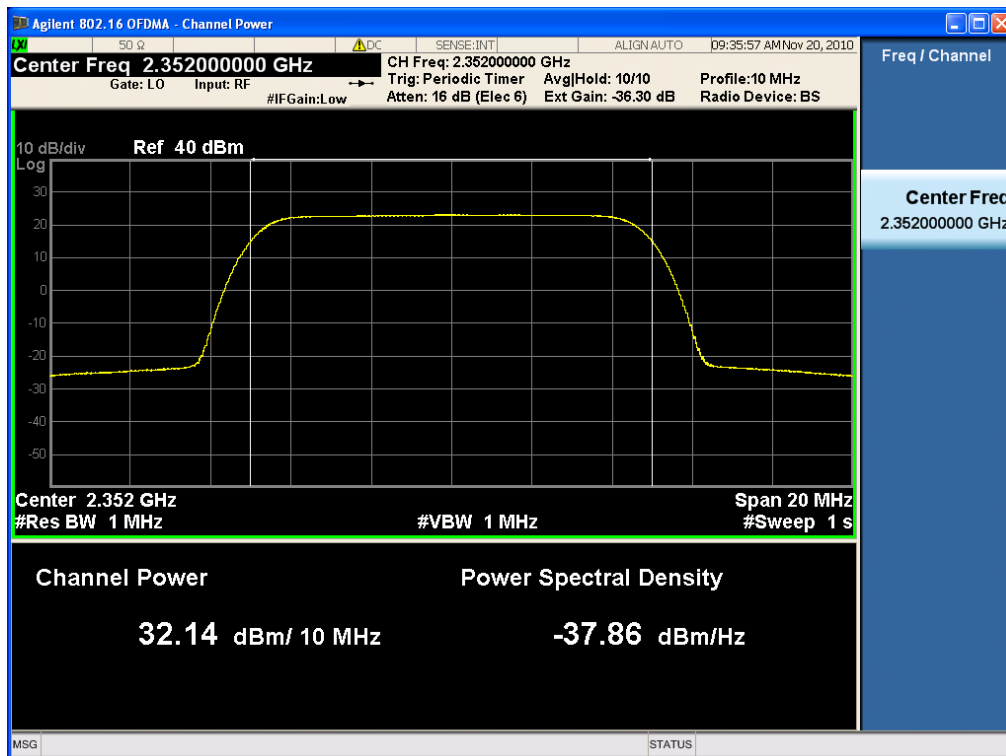 Agilent 802.16 OFDMA - Channel Power
LXI 50 Ω DC SENSE:INT ALIGN AUTO 09:35:57 AM Nov 20, 2010
Center Freq 2.352000000 GHz
Gate: LO Input: RF
#IFGain:Low
CH Freq: 2.352000000 GHz
Trig: Periodic Timer Avg|Hold: 10/10 Profile:10 MHz
Atten: 16 dB (Elec 6) Ext Gain: -36.30 dB Radio Device: BS
Freq / Channel
Center Freq
2.352000000 GHz
10 dB/div Ref 40 dBm
Log
30
20
10
0
-10
-20
-30
-40
-50
Center 2.352 GHz Span 20 MHz
#Res BW 1 MHz #VBW 1 MHz #Sweep 1 s
Channel Power Power Spectral Density
32.14 dBm/ 10 MHz -37.86 dBm/Hz
MSG STATUS